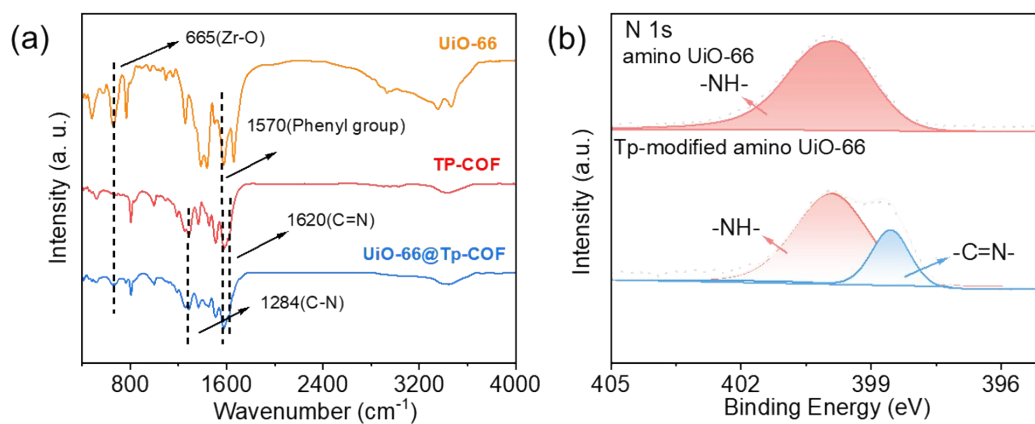 (a)
665(Zr-O)
UiO-66
1570(Phenyl group)
TP-COF
1620(C=N)
UiO-66@Tp-COF
1284(C-N)
Intensity (a. u.)
800 1600 2400 3200 4000
Wavenumber (cm⁻¹)
(b)
N 1s
amino UiO-66
-NH-
Tp-modified amino UiO-66
-NH-
-C=N-
Intensity (a.u.)
405 402 399 396
Binding Energy (eV)